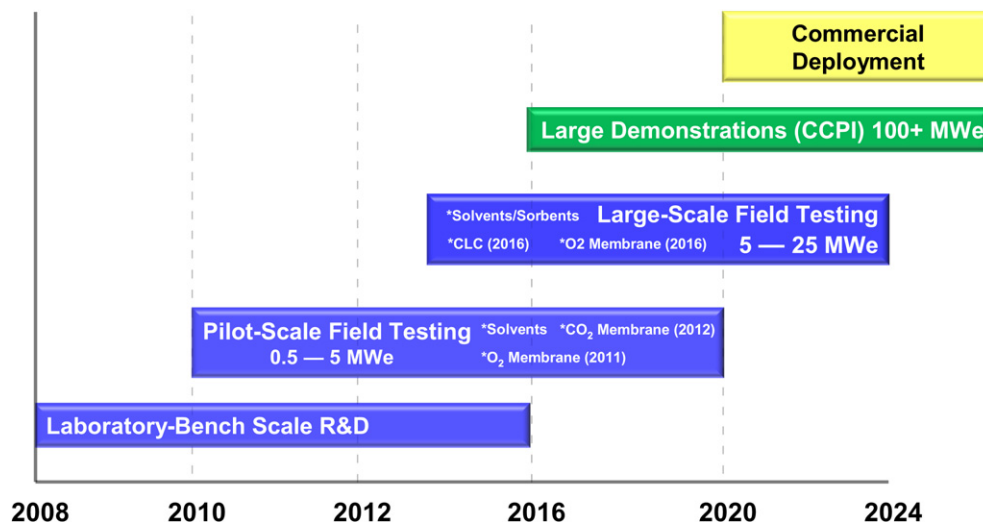 Commercial
Deployment
Large Demonstrations (CCPI) 100+ MWe
*Solvents/Sorbents Large-Scale Field Testing
*CLC (2016) *O2 Membrane (2016) 5 — 25 MWe
Pilot-Scale Field Testing *Solvents *CO₂ Membrane (2012)
0.5 — 5 MWe *O₂ Membrane (2011)
Laboratory-Bench Scale R&D
2008 2010 2012 2016 2020 2024